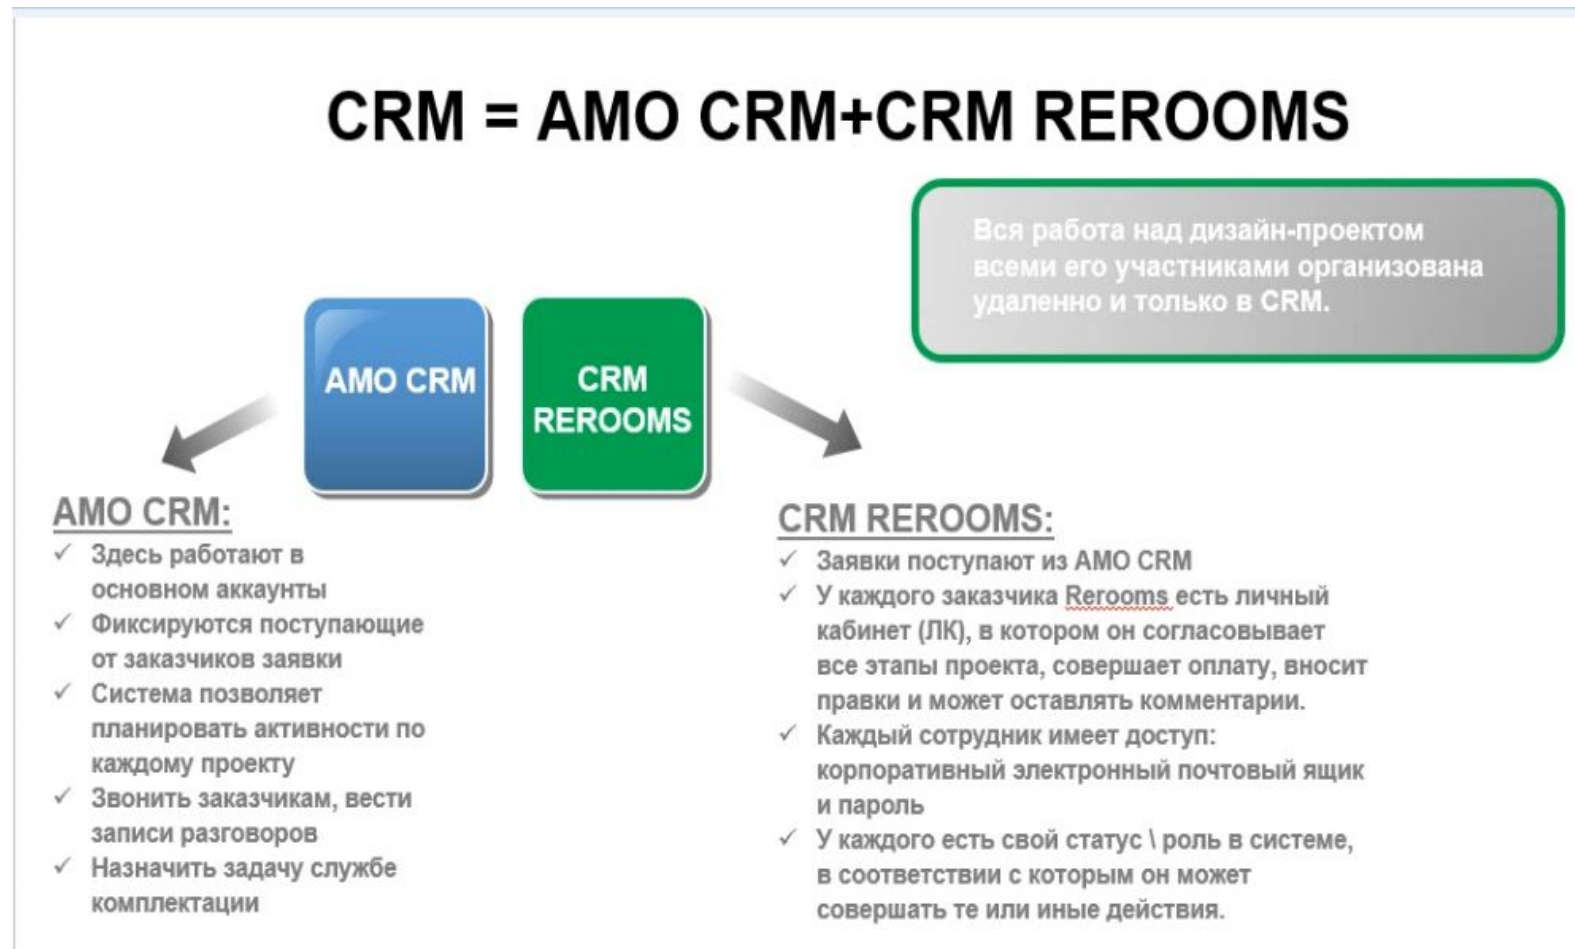 CRM = AMO CRM+CRM REROOMS
Вся работа над дизайн-проектом
всеми его участниками организована
удаленно и только в CRM.
AMO CRM
CRM
REROOMS
AMO CRM:
✓ Здесь работают в
основном аккаунты
✓ Фиксируются поступающие
от заказчиков заявки
✓ Система позволяет
планировать активности по
каждому проекту
✓ Звонить заказчикам, вести
записи разговоров
✓ Назначить задачу службе
комплектации
CRM REROOMS:
✓ Заявки поступают из AMO CRM
✓ У каждого заказчика Rerooms есть личный
кабинет (ЛК), в котором он согласовывает
все этапы проекта, совершает оплату, вносит
правки и может оставлять комментарии.
✓ Каждый сотрудник имеет доступ:
корпоративный электронный почтовый ящик
и пароль
✓ У каждого есть свой статус \ роль в системе,
в соответствии с которым он может
совершать те или иные действия.